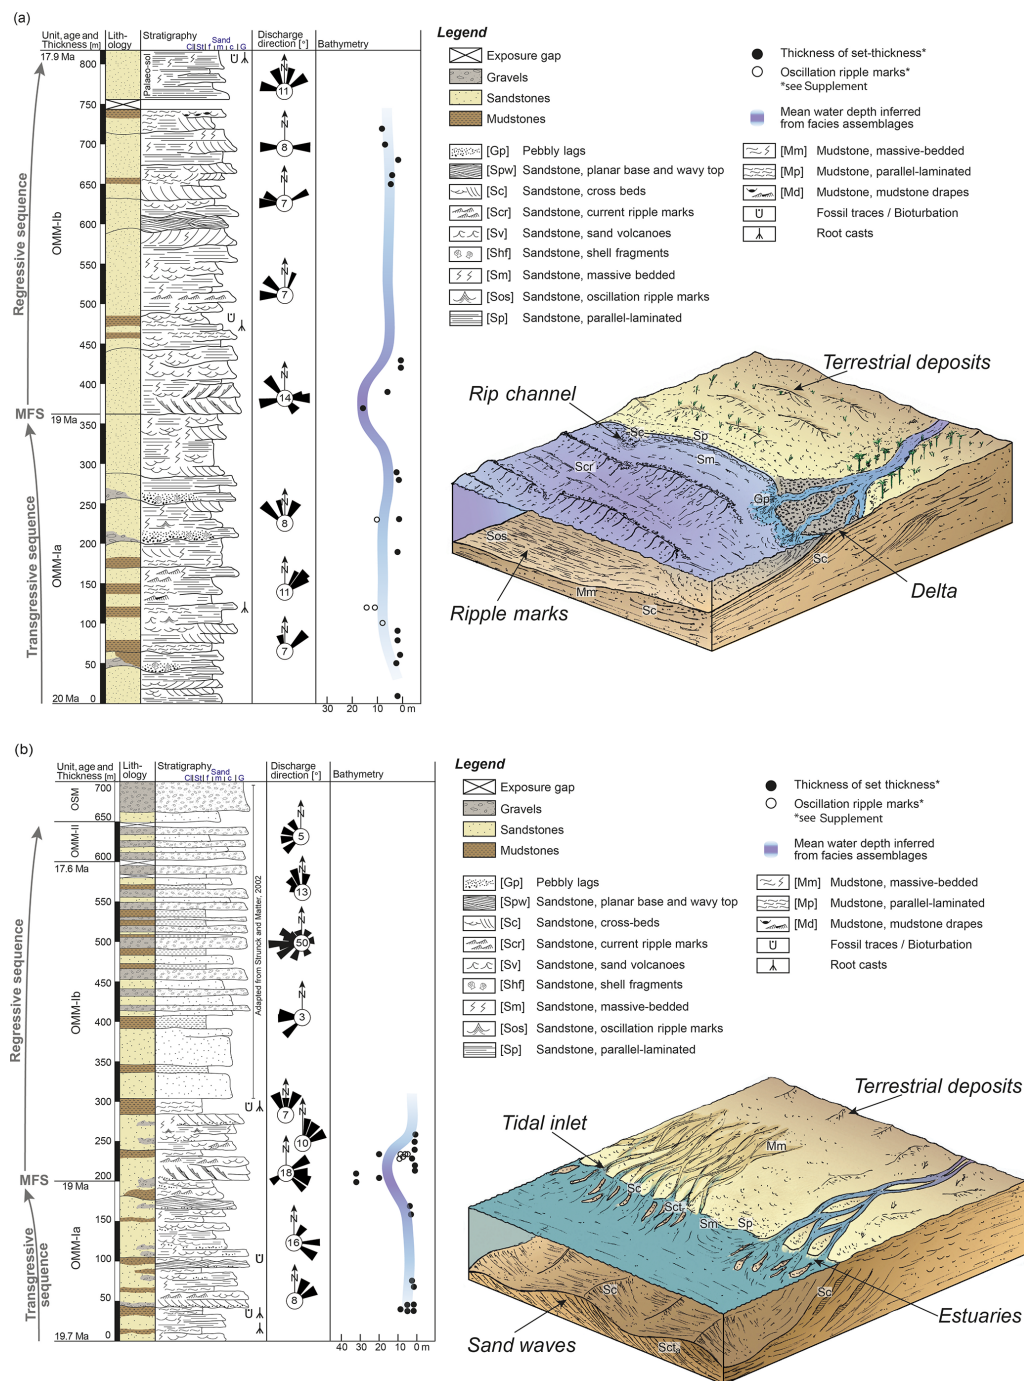 (a)
Unit, age and
Thickness [m]
Lith-
ology
Stratigraphy
Sand
Cl St f m c G
Discharge
direction [°]
Bathymetry
17.9 Ma
800
750
700
650
600
550
500
450
400
350
300
250
200
150
100
50
0
19 Ma
20 Ma
OMM-Ib
OMM-Ia
Regressive sequence
MFS
Transgressive sequence
Palaeo-sol
N
11
N
8
N
7
N
7
N
14
N
8
N
11
N
7
30 20 10 0 m
Legend
Exposure gap
Gravels
Sandstones
Mudstones
Thickness of set-thickness*
Oscillation ripple marks*
*see Supplement
Mean water depth inferred
from facies assemblages
[Gp] Pebbly lags
[Spw] Sandstone, planar base and wavy top
[Sc] Sandstone, cross beds
[Scr] Sandstone, current ripple marks
[Sv] Sandstone, sand volcanoes
[Shf] Sandstone, shell fragments
[Sm] Sandstone, massive bedded
[Sos] Sandstone, oscillation ripple marks
[Sp] Sandstone, parallel-laminated
[Mm] Mudstone, massive-bedded
[Mp] Mudstone, parallel-laminated
[Md] Mudstone, mudstone drapes
Fossil traces / Bioturbation
Root casts
Terrestrial deposits
Rip channel
Sc
Sp
Sm
Scr
Gp
Sos
Sc
Mm
Sc
Ripple marks
Delta
(b)
Unit, age and
Thickness [m]
Lith-
ology
Stratigraphy
Sand
Cl St f m c G
Discharge
direction [°]
Bathymetry
700
650
600
17.6 Ma
550
500
450
400
350
300
250
200
19 Ma
150
100
50
19.7 Ma
0
OSM
OMM-II
OMM-Ib
OMM-Ia
Regressive sequence
MFS
Transgressive
sequence
Adapted from Strunck and Matter, 2002
N
5
N
13
N
50
N
3
N
7
N
10
N
18
N
16
N
8
40 30 20 10 0 m
Legend
Exposure gap
Gravels
Sandstones
Mudstones
Thickness of set thickness*
Oscillation ripple marks*
*see Supplement
Mean water depth inferred
from facies assemblages
[Gp] Pebbly lags
[Spw] Sandstone, planar base and wavy top
[Sc] Sandstone, cross-beds
[Scr] Sandstone, current ripple marks
[Sv] Sandstone, sand volcanoes
[Shf] Sandstone, shell fragments
[Sm] Sandstone, massive-bedded
[Sos] Sandstone, oscillation ripple marks
[Sp] Sandstone, parallel-laminated
[Mm] Mudstone, massive-bedded
[Mp] Mudstone, parallel-laminated
[Md] Mudstone, mudstone drapes
Fossil traces / Bioturbation
Root casts
Terrestrial deposits
Tidal inlet
Mm
Sc
Sct
Sm
Sp
Sc
Sc
Sct
Estuaries
Sand waves